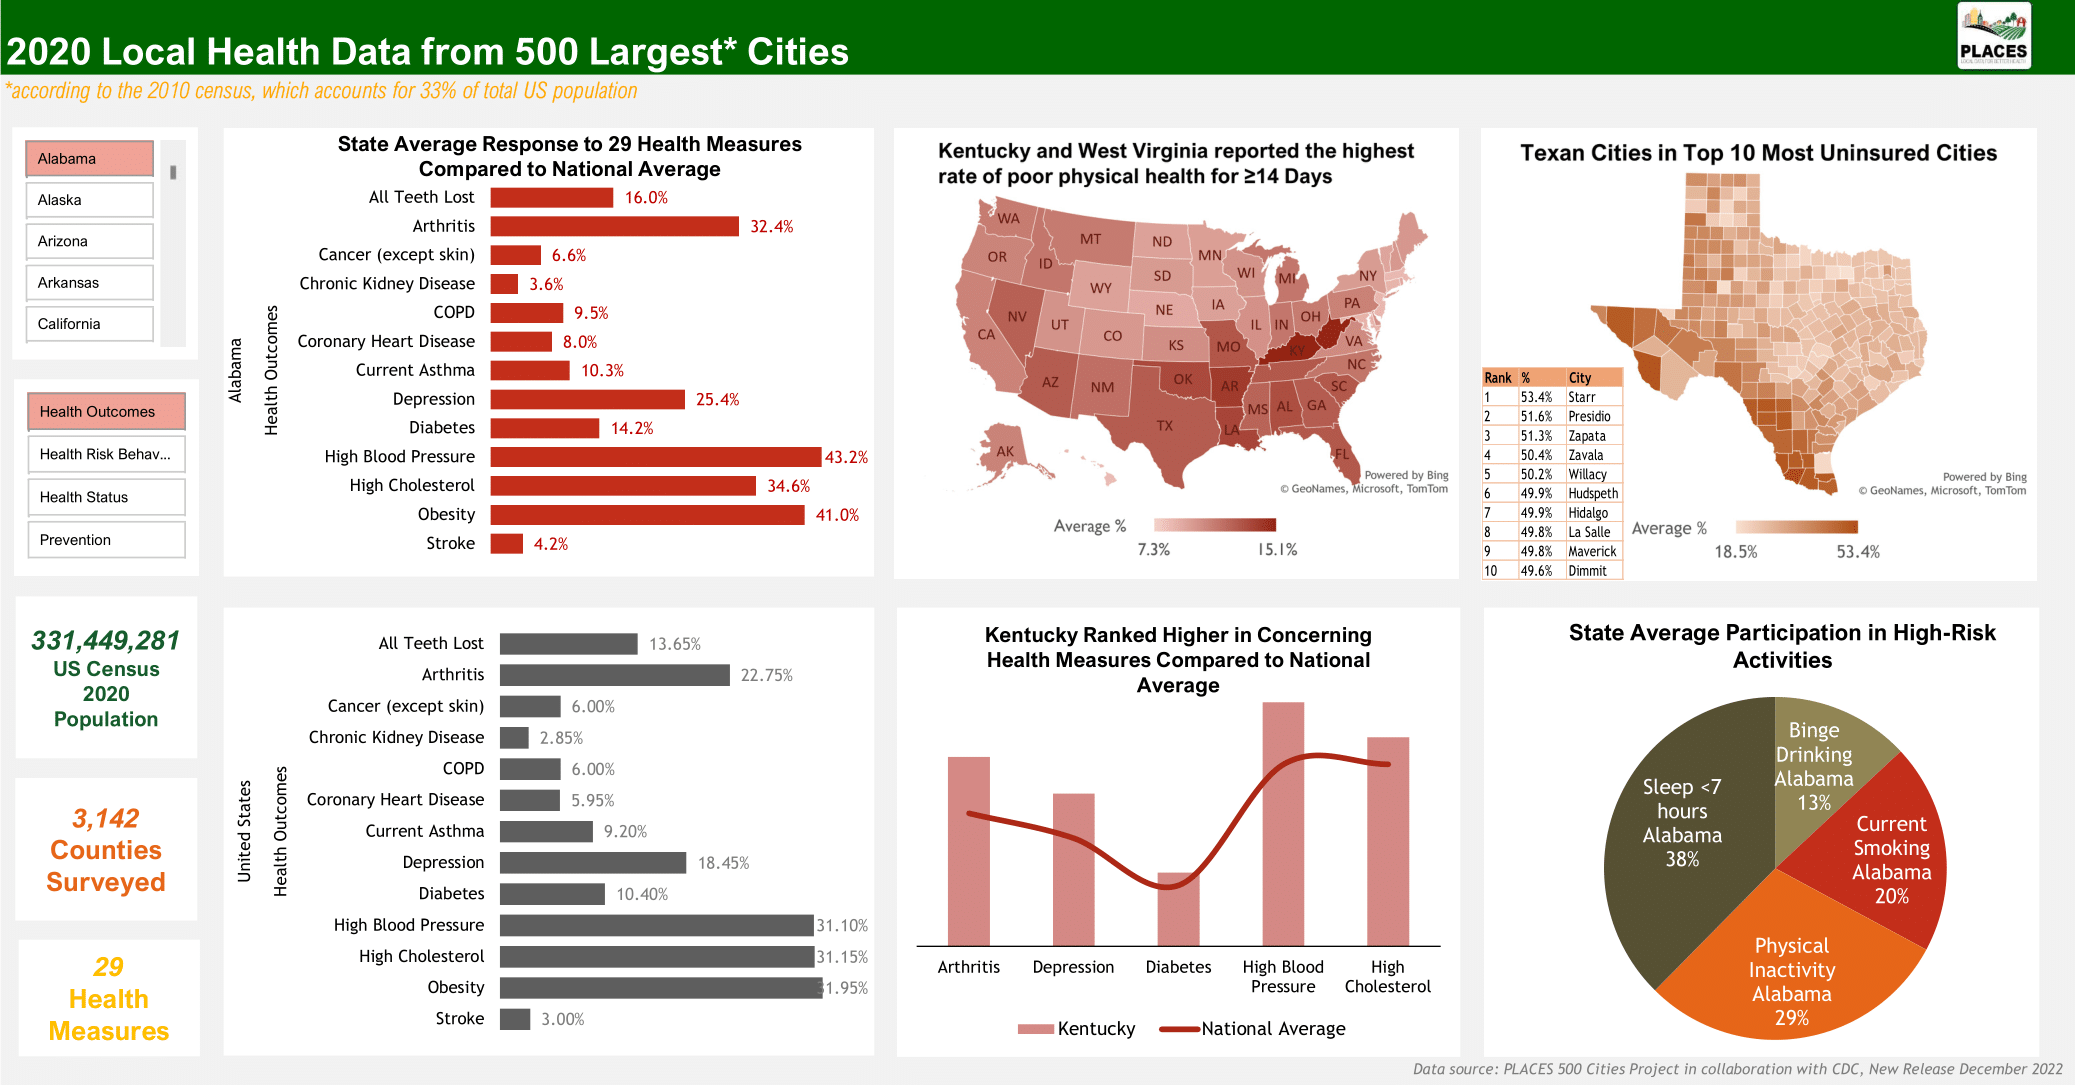 2020 Local Health Data from 500 Largest* Cities
PLACES
*according to the 2010 census, which accounts for 33% of total US population
Alabama
Alaska
Arizona
Arkansas
California
Health Outcomes
Health Risk Behav...
Health Status
Prevention
331,449,281
US Census
2020
Population
3,142
Counties
Surveyed
29
Health
Measures
State Average Response to 29 Health Measures
Compared to National Average
Alabama
Health Outcomes
All Teeth Lost 16.0%
Arthritis 32.4%
Cancer (except skin) 6.6%
Chronic Kidney Disease 3.6%
COPD 9.5%
Coronary Heart Disease 8.0%
Current Asthma 10.3%
Depression 25.4%
Diabetes 14.2%
High Blood Pressure 43.2%
High Cholesterol 34.6%
Obesity 41.0%
Stroke 4.2%
Kentucky and West Virginia reported the highest
rate of poor physical health for ≥14 Days
WA
MT
ND
MN
OR
ID
SD
WI
MI
NY
WY
IA
PA
NE
NV
UT
CO
IL
IN
OH
CA
KS
MO
KY
VA
AZ
NM
OK
AR
NC
SC
TX
MS
AL
GA
LA
AK
FL
Powered by Bing
© GeoNames, Microsoft, TomTom
Average %
7.3% 15.1%
Texan Cities in Top 10 Most Uninsured Cities
Rank % City
1 53.4% Starr
2 51.6% Presidio
3 51.3% Zapata
4 50.4% Zavala
5 50.2% Willacy
6 49.9% Hudspeth
7 49.9% Hidalgo
8 49.8% La Salle
9 49.8% Maverick
10 49.6% Dimmit
Powered by Bing
© GeoNames, Microsoft, TomTom
Average %
18.5% 53.4%
United States
Health Outcomes
All Teeth Lost 13.65%
Arthritis 22.75%
Cancer (except skin) 6.00%
Chronic Kidney Disease 2.85%
COPD 6.00%
Coronary Heart Disease 5.95%
Current Asthma 9.20%
Depression 18.45%
Diabetes 10.40%
High Blood Pressure 31.10%
High Cholesterol 31.15%
Obesity 31.95%
Stroke 3.00%
Kentucky Ranked Higher in Concerning
Health Measures Compared to National
Average
Arthritis Depression Diabetes High Blood High
Pressure Cholesterol
Kentucky National Average
State Average Participation in High-Risk
Activities
Binge
Drinking
Alabama
13%
Current
Smoking
Alabama
20%
Physical
Inactivity
Alabama
29%
Sleep <7
hours
Alabama
38%
Data source: PLACES 500 Cities Project in collaboration with CDC, New Release December 2022